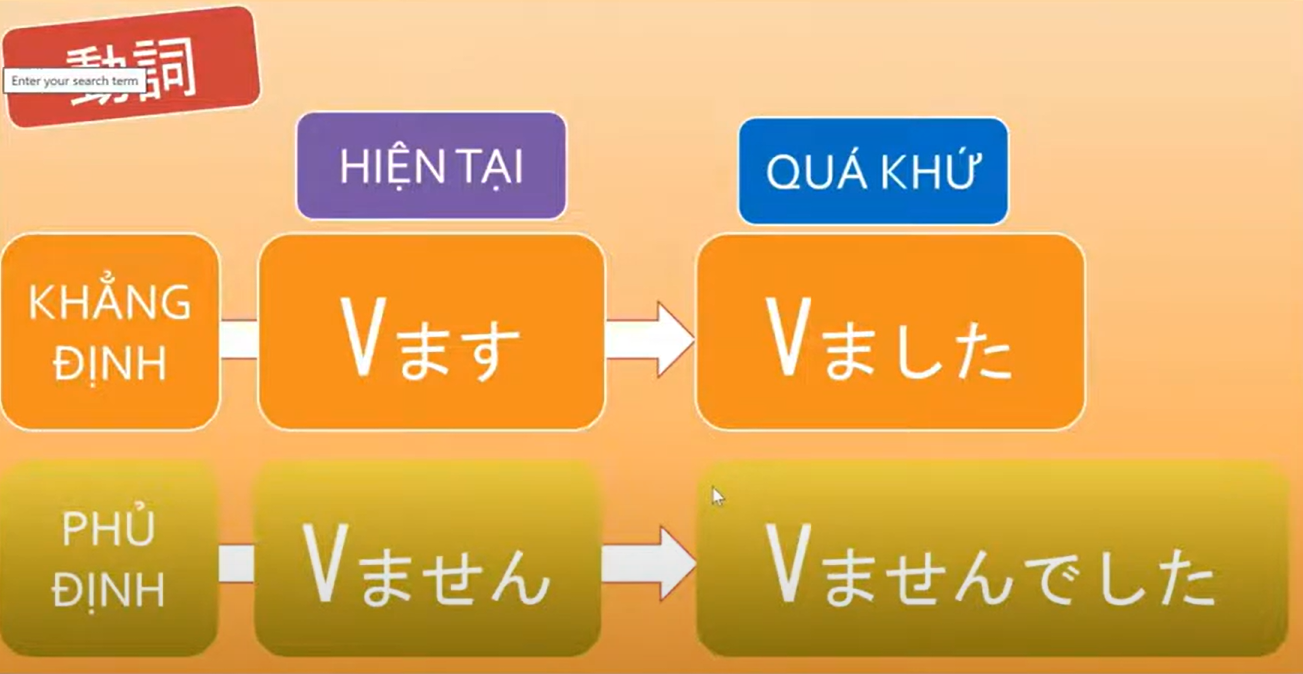 動詞
Enter your search term
HIỆN TẠI
QUÁ KHỨ
KHẲNG
ĐỊNH
Vます
Vました
PHỦ
ĐỊNH
Vません
Vませんでした